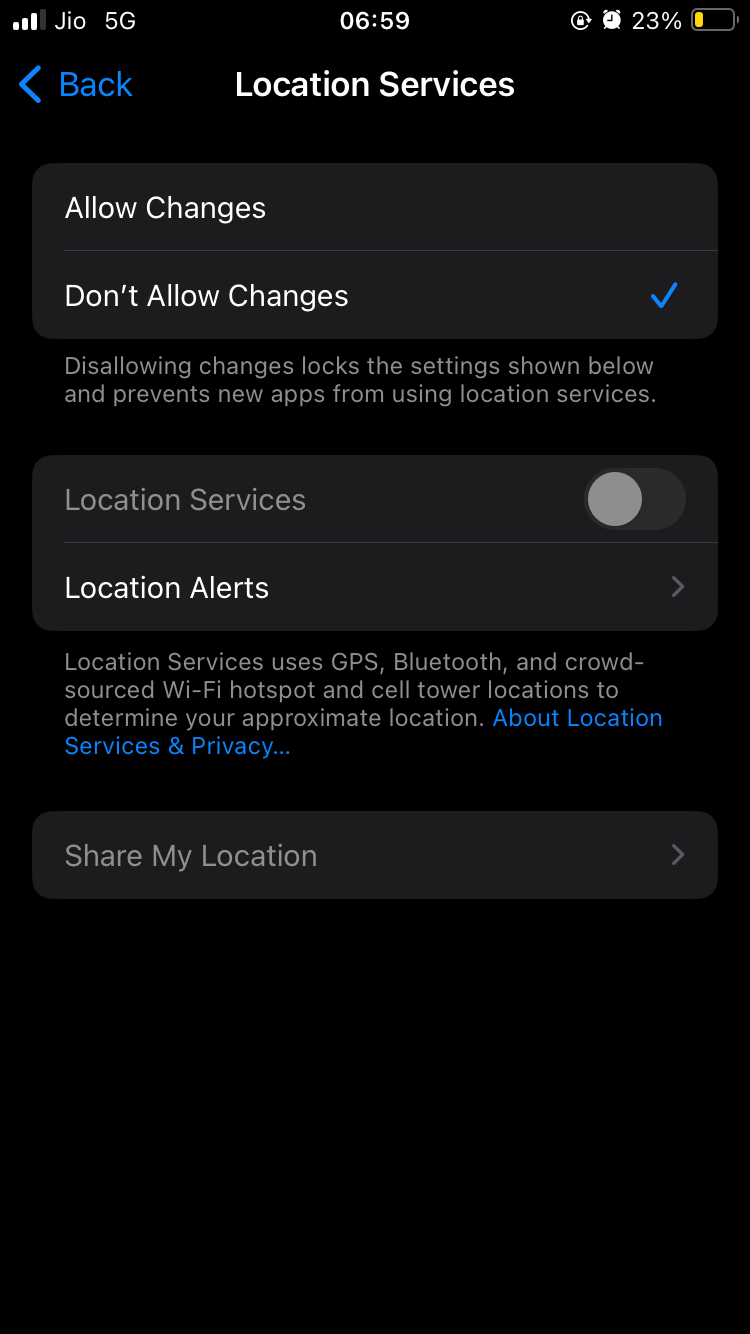 Jio 5G 06:59 23%
Back Location Services
Allow Changes
Don’t Allow Changes
Disallowing changes locks the settings shown below
and prevents new apps from using location services.
Location Services
Location Alerts
Location Services uses GPS, Bluetooth, and crowd-
sourced Wi-Fi hotspot and cell tower locations to
determine your approximate location. About Location
Services & Privacy...
Share My Location